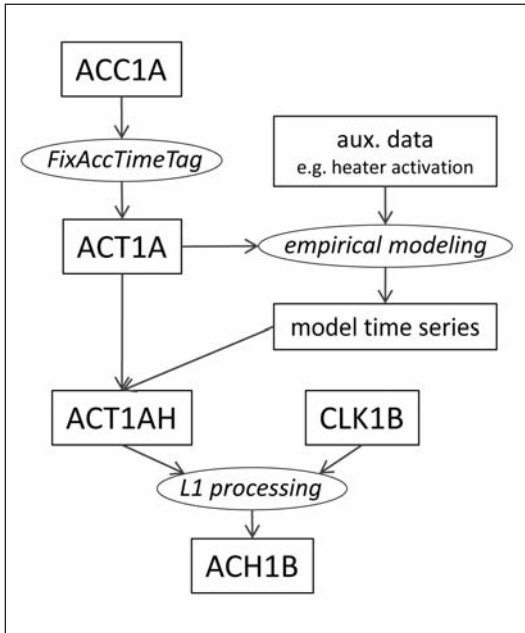 ACC1A
FixAccTimeTag
aux. data
e.g. heater activation
ACT1A
empirical modeling
model time series
ACT1AH
CLK1B
L1 processing
ACH1B